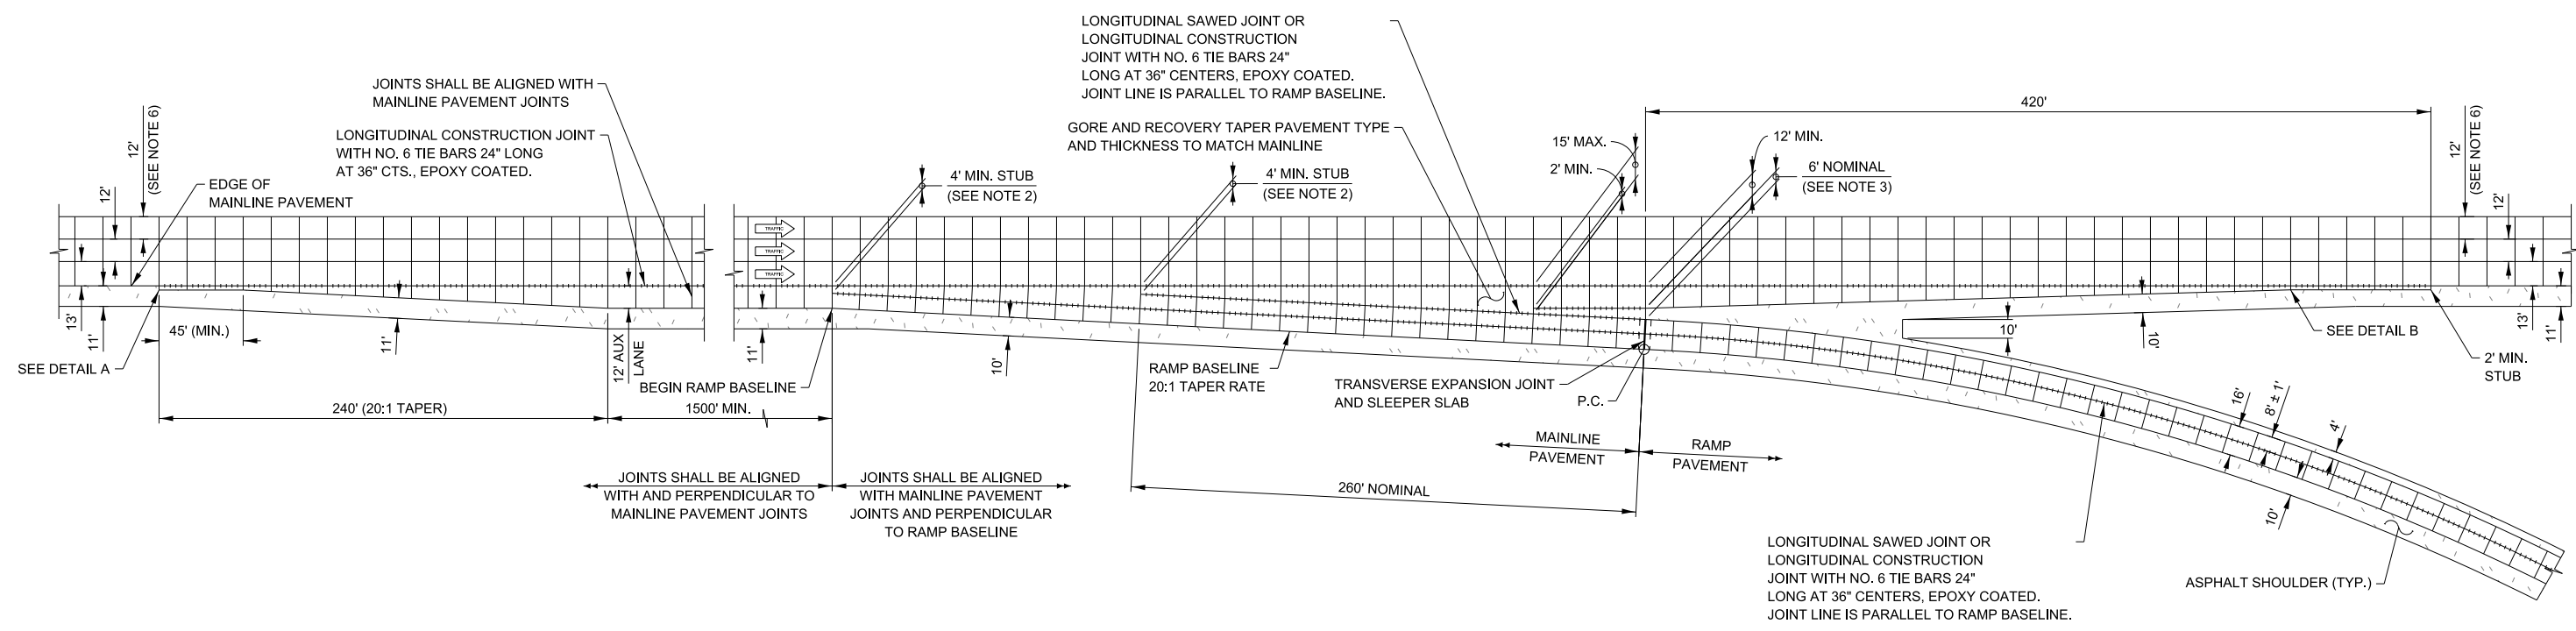 LONGITUDINAL SAWED JOINT OR
LONGITUDINAL CONSTRUCTION
JOINT WITH NO. 6 TIE BARS 24"
LONG AT 36" CENTERS, EPOXY COATED.
JOINT LINE IS PARALLEL TO RAMP BASELINE.
JOINTS SHALL BE ALIGNED WITH
MAINLINE PAVEMENT JOINTS
LONGITUDINAL CONSTRUCTION JOINT
WITH NO. 6 TIE BARS 24" LONG
AT 36" CTS., EPOXY COATED.
12'
(SEE NOTE 6)
12'
EDGE OF
MAINLINE PAVEMENT
GORE AND RECOVERY TAPER PAVEMENT TYPE
AND THICKNESS TO MATCH MAINLINE
4' MIN. STUB
(SEE NOTE 2)
4' MIN. STUB
(SEE NOTE 2)
15' MAX.
2' MIN.
12' MIN.
6' NOMINAL
(SEE NOTE 3)
420'
12'
(SEE NOTE 6)
12'
TRAFFIC
TRAFFIC
TRAFFIC
13'
11'
45' (MIN.)
SEE DETAIL A
11'
12' AUX
LANE
11'
BEGIN RAMP BASELINE
10'
240' (20:1 TAPER)
1500' MIN.
RAMP BASELINE
20:1 TAPER RATE
TRANSVERSE EXPANSION JOINT
AND SLEEPER SLAB
P.C.
10'
10'
SEE DETAIL B
13'
11'
2' MIN.
STUB
16'
8' ± 1'
4'
10'
MAINLINE
PAVEMENT
RAMP
PAVEMENT
JOINTS SHALL BE ALIGNED
WITH AND PERPENDICULAR TO
MAINLINE PAVEMENT JOINTS
JOINTS SHALL BE ALIGNED
WITH MAINLINE PAVEMENT
JOINTS AND PERPENDICULAR
TO RAMP BASELINE
260' NOMINAL
LONGITUDINAL SAWED JOINT OR
LONGITUDINAL CONSTRUCTION
JOINT WITH NO. 6 TIE BARS 24"
LONG AT 36" CENTERS, EPOXY COATED.
JOINT LINE IS PARALLEL TO RAMP BASELINE.
ASPHALT SHOULDER (TYP.)